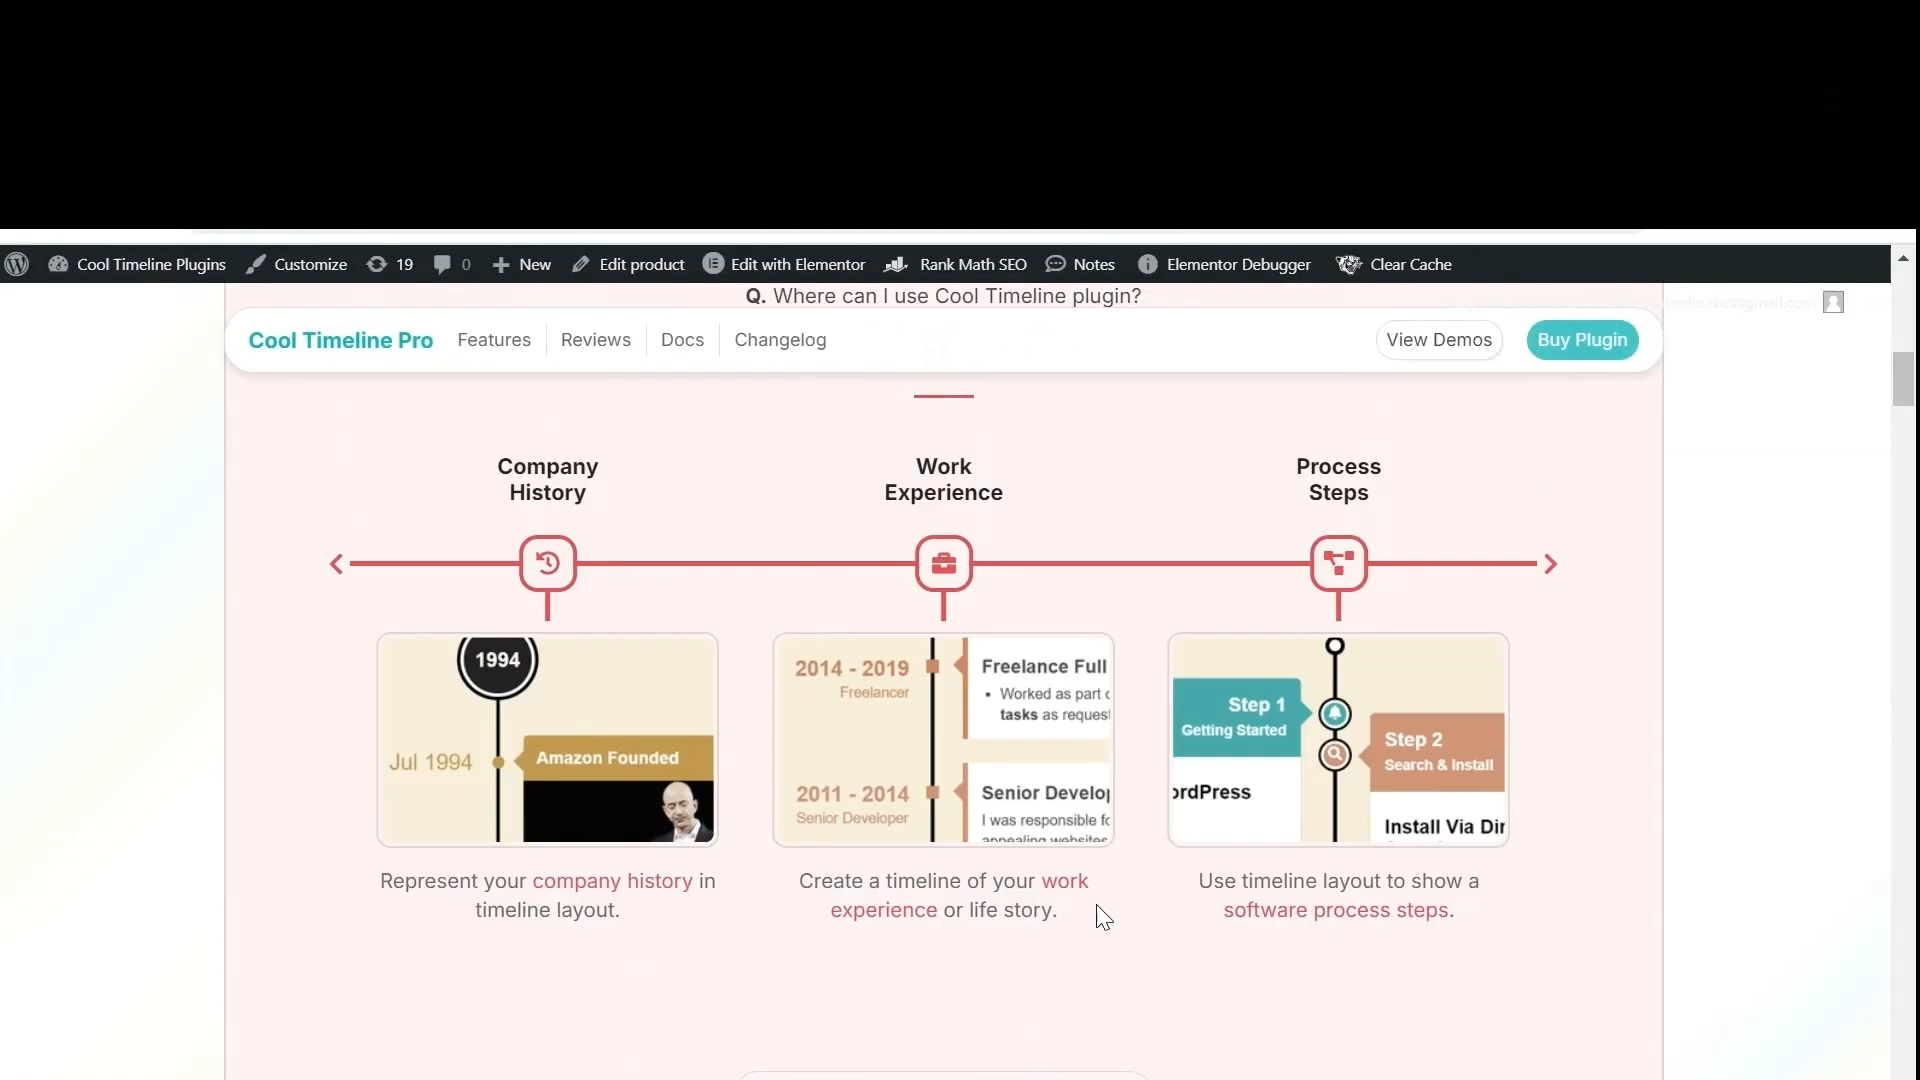 Cool Timeline Plugins Customize 19 0 New Edit product Edit with Elementor Rank Math SEO Notes Elementor Debugger Clear Cache
Q. Where can I use Cool Timeline plugin?
Cool Timeline Pro Features Reviews Docs Changelog View Demos Buy Plugin
Company
History
Work
Experience
Process
Steps
1994
Jul 1994
Amazon Founded
2014 - 2019
Freelancer
Freelance Full
• Worked as part
tasks as request
2011 - 2014
Senior Developer
Senior Develop
I was responsible fo
appealing websites
Step 1
Getting Started
ordPress
Step 2
Search & Install
Install Via Dir
Represent your company history in
timeline layout.
Create a timeline of your work
experience or life story.
Use timeline layout to show a
software process steps.